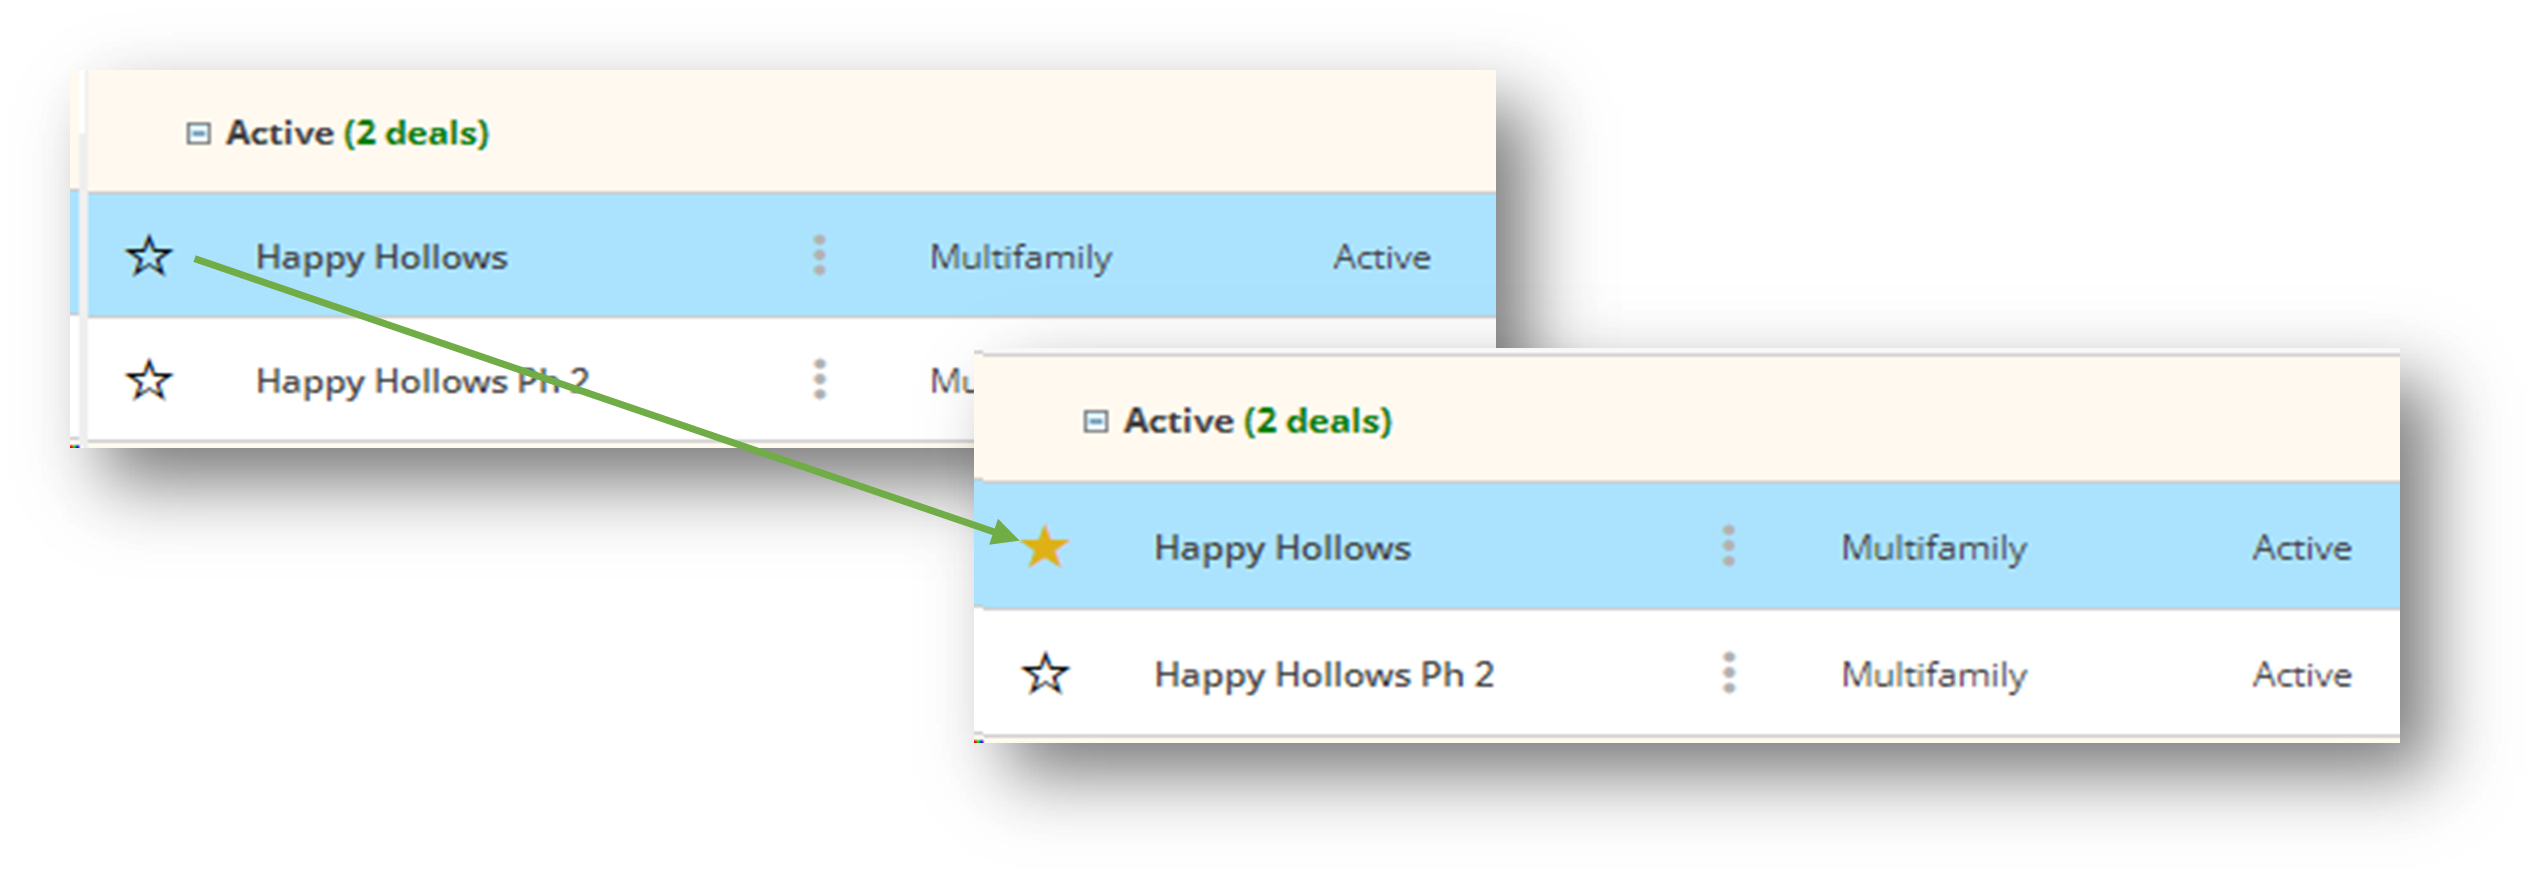 Active (2 deals)
Happy Hollows Multifamily Active
Happy Hollows Ph 2 Mu
Active (2 deals)
Happy Hollows Multifamily Active
Happy Hollows Ph 2 Multifamily Active